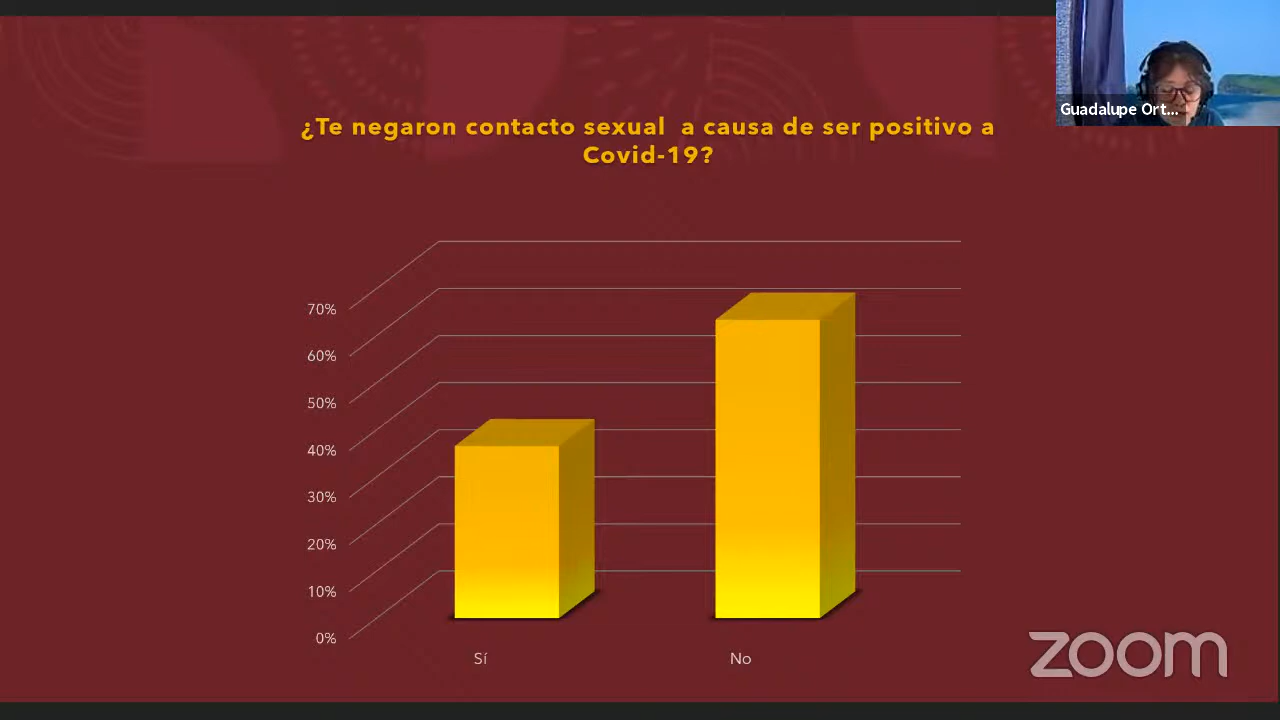 Guadalupe Ort...
¿Te negaron contacto sexual a causa de ser positivo a
Covid-19?
70%
60%
50%
40%
30%
20%
10%
0%
Sí
No
zoom